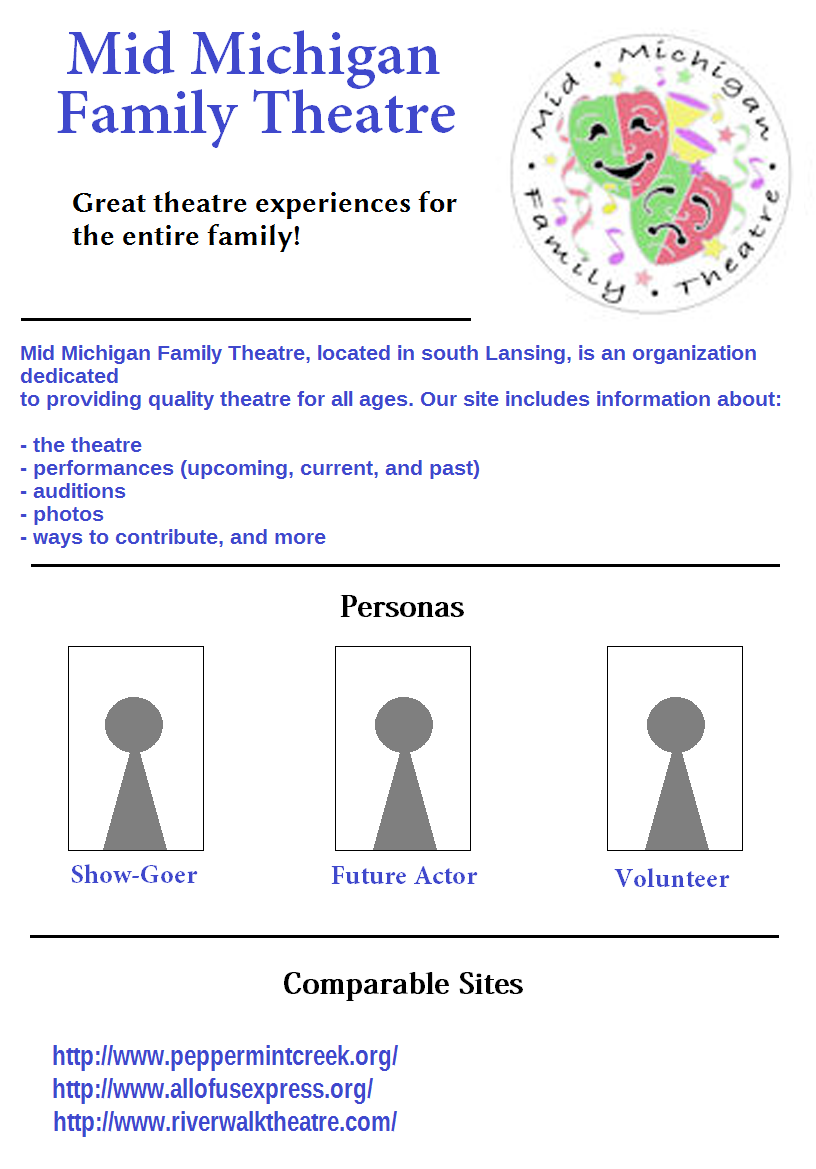 Mid Michigan
Family Theatre
Great theatre experiences for
the entire family!
Mid • Michigan
• Family • Theatre •
Mid Michigan Family Theatre, located in south Lansing, is an organization
dedicated
to providing quality theatre for all ages. Our site includes information about:
- the theatre
- performances (upcoming, current, and past)
- auditions
- photos
- ways to contribute, and more
Personas
Show-Goer
Future Actor
Volunteer
Comparable Sites
http://www.peppermintcreek.org/
http://www.allofusexpress.org/
http://www.riverwalktheatre.com/